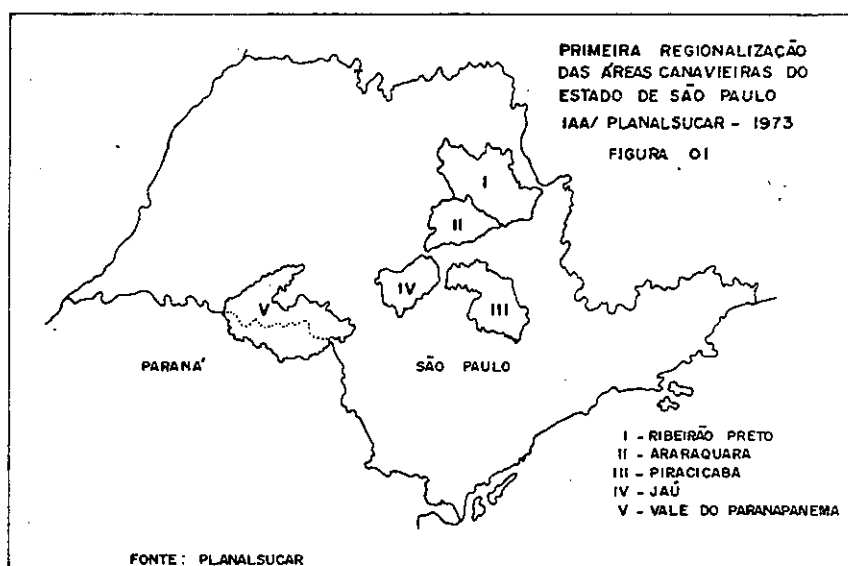 PRIMEIRA REGIONALIZAÇÃO
DAS ÁREAS CANAVIEIRAS DO
ESTADO DE SÃO PAULO
IAA/ PLANALSUCAR - 1973
FIGURA 01
I
II
IV
III
V
PARANÁ
SÃO PAULO
I - RIBEIRÃO PRETO
II - ARARAQUARA
III - PIRACICABA
IV - JAÚ
V - VALE DO PARANAPANEMA
FONTE: PLANALSUCAR